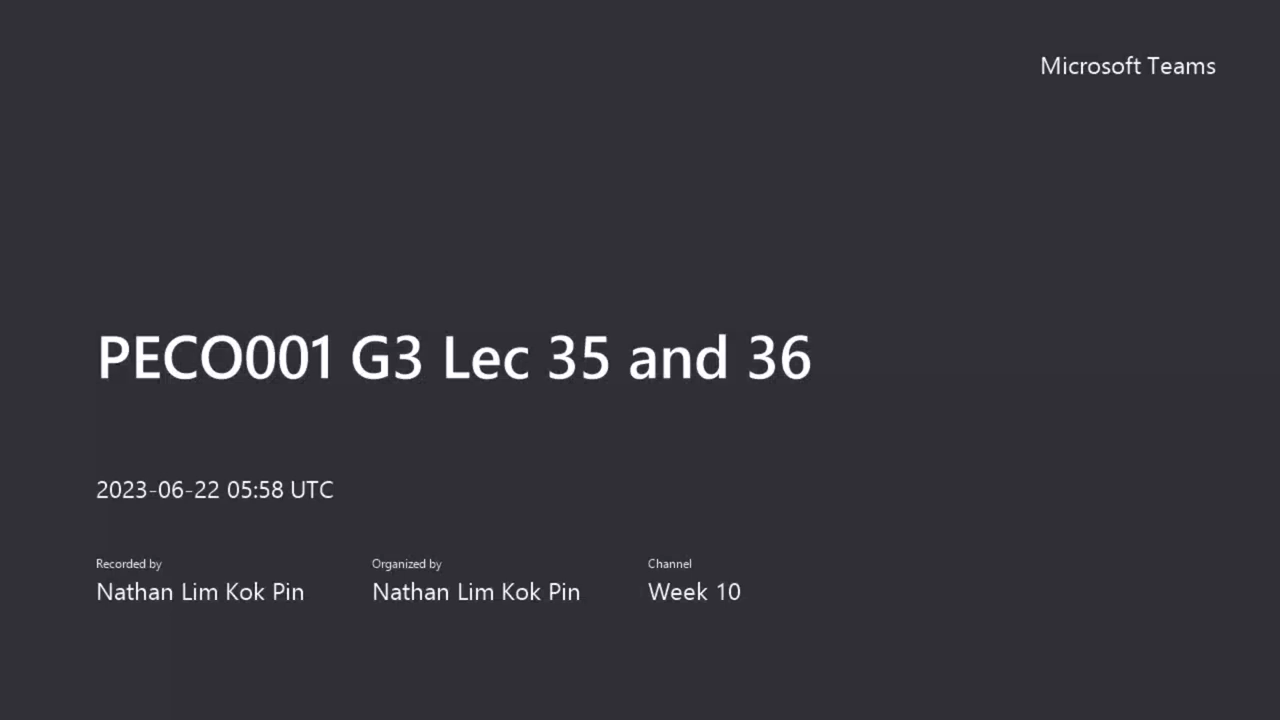 Microsoft Teams
PECO001 G3 Lec 35 and 36
2023-06-22 05:58 UTC
Recorded by
Nathan Lim Kok Pin
Organized by
Nathan Lim Kok Pin
Channel
Week 10